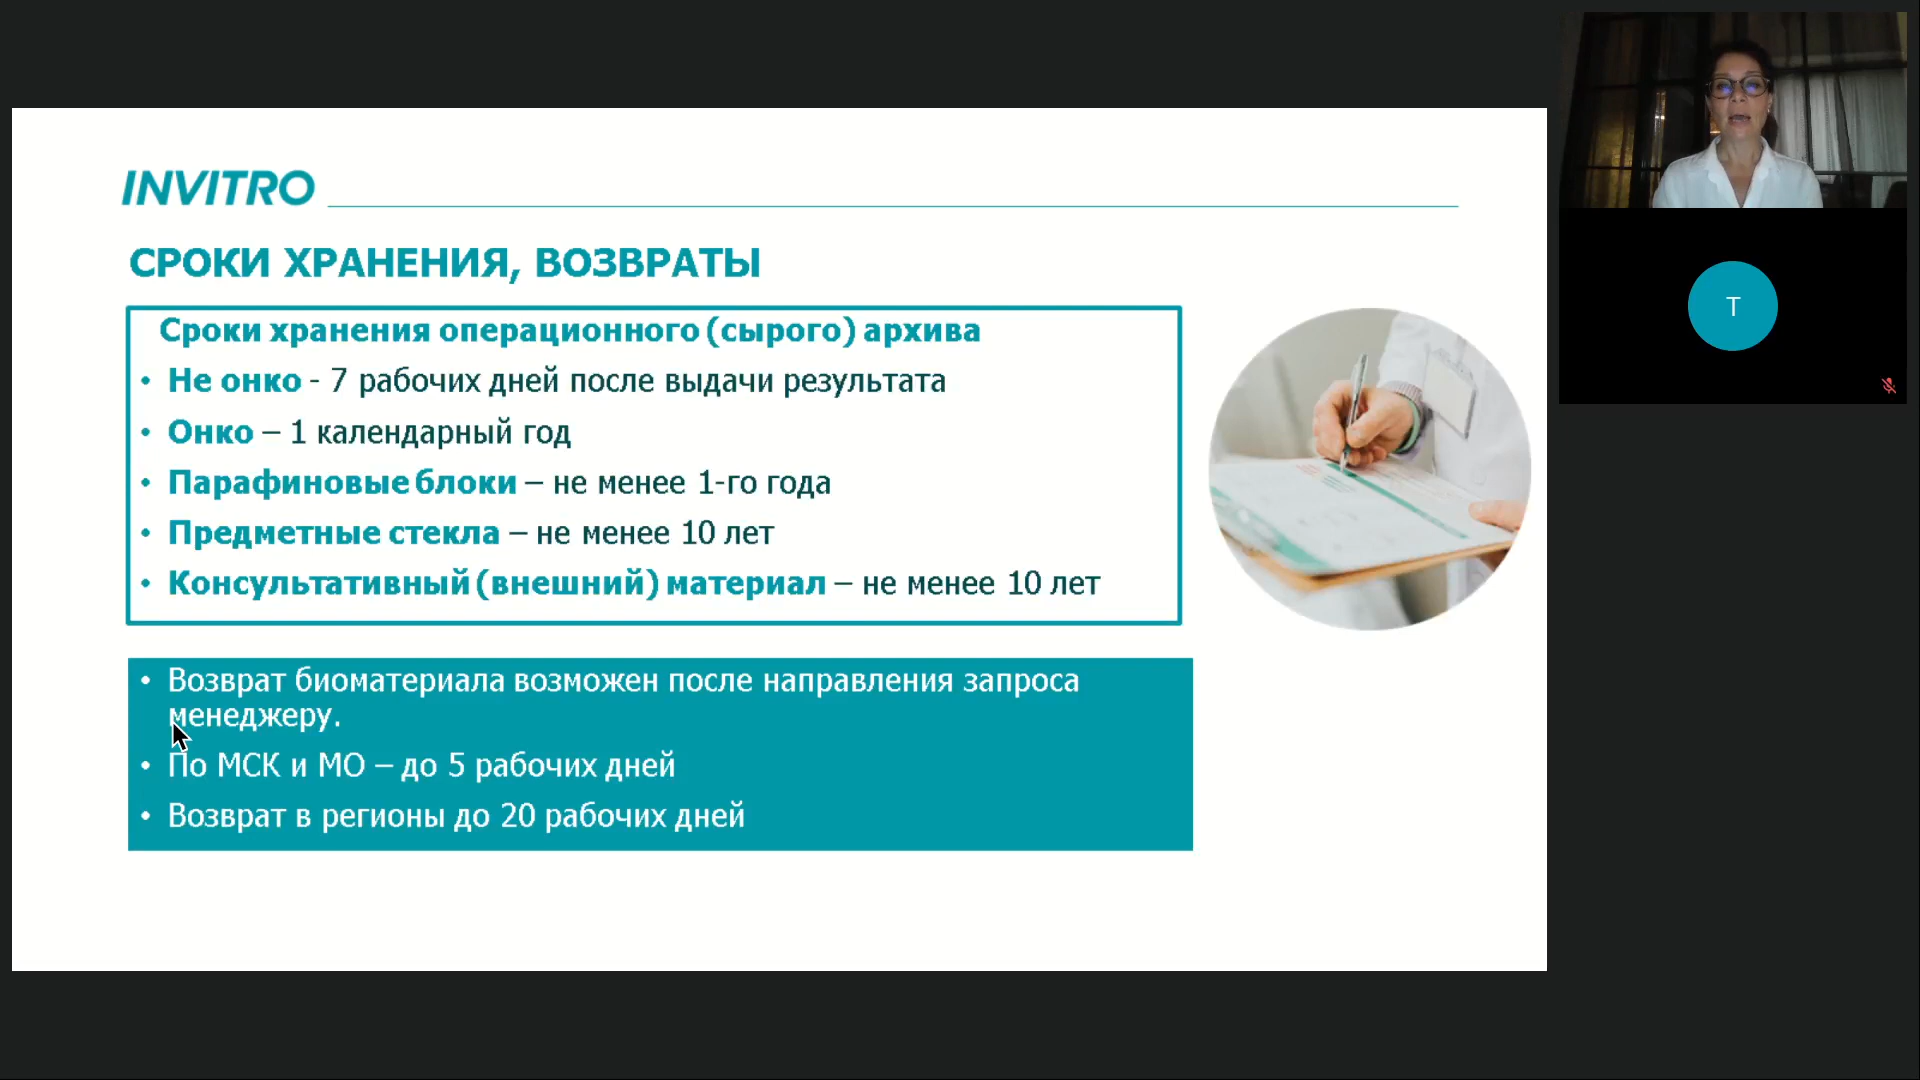 INVITRO
СРОКИ ХРАНЕНИЯ, ВОЗВРАТЫ
Сроки хранения операционного (сырого) архива
• Не онко - 7 рабочих дней после выдачи результата
• Онко – 1 календарный год
• Парафиновые блоки – не менее 1-го года
• Предметные стекла – не менее 10 лет
• Консультативный (внешний) материал – не менее 10 лет
• Возврат биоматериала возможен после направления запроса
менеджеру.
• По МСК и МО – до 5 рабочих дней
• Возврат в регионы до 20 рабочих дней
T